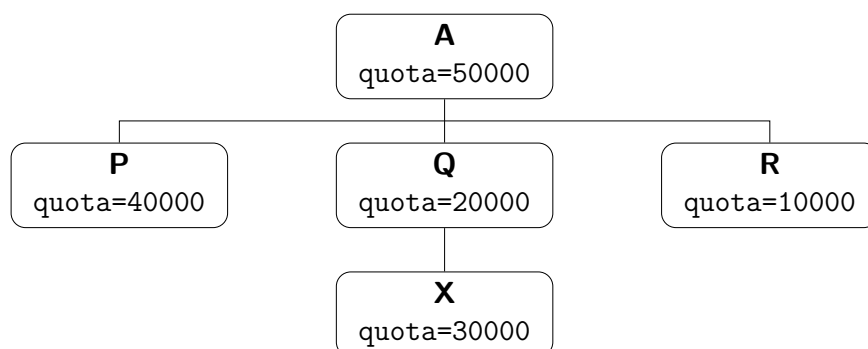 A
quota=50000
P
quota=40000
Q
quota=20000
R
quota=10000
X
quota=30000